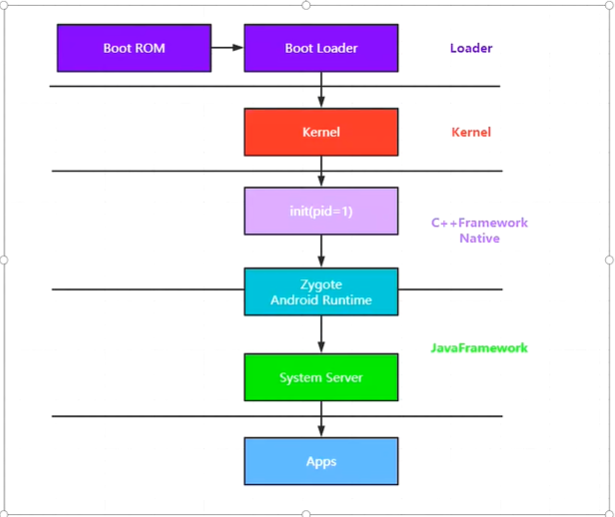 Boot ROM
Boot Loader
Loader
Kernel
Kernel
init(pid=1)
C++Framework
Native
Zygote
Android Runtime
JavaFramework
System Server
Apps